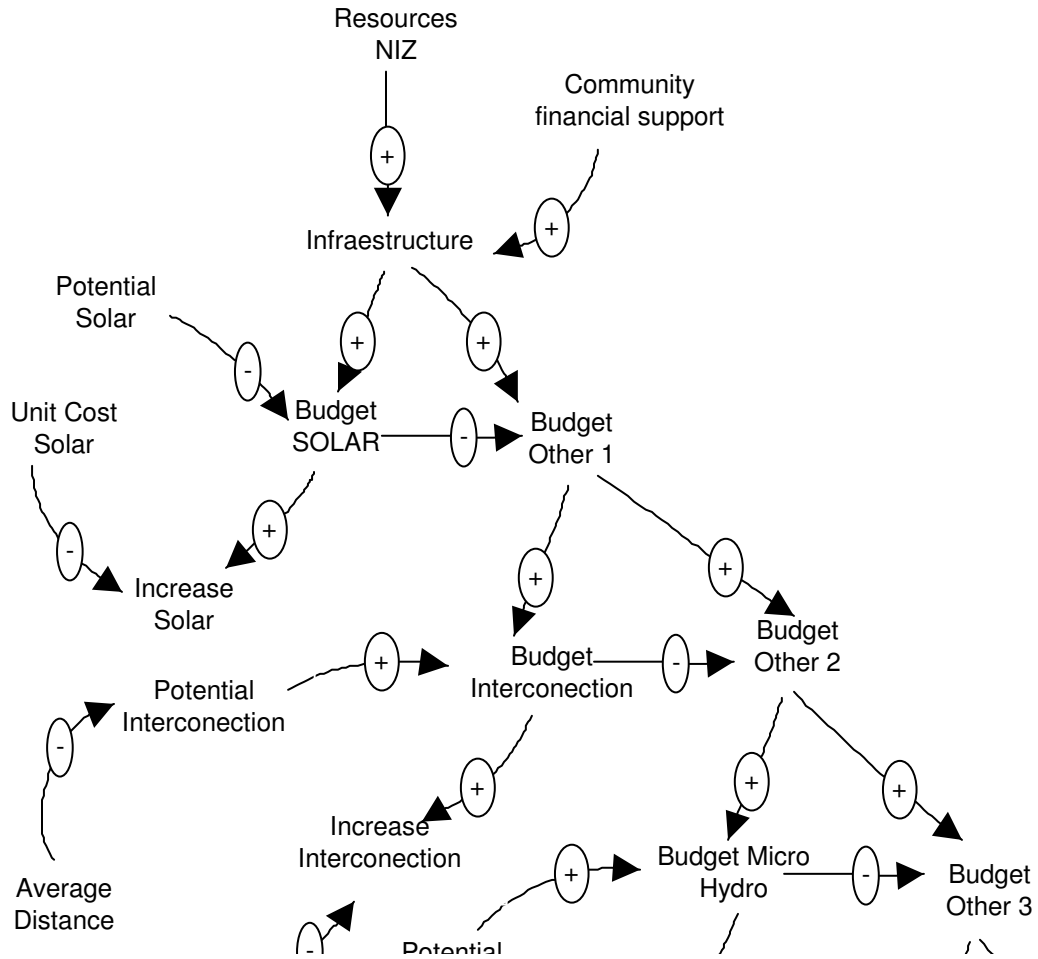 Resources
NIZ
Community
financial support
+
+
Infraestructure
Potential
Solar
+
+
-
Unit Cost
Solar
Budget
SOLAR
-
Budget
Other 1
-
+
+
+
Increase
Solar
Budget
Other 2
+
Budget
Interconection
-
Potential
Interconection
-
+
+
+
Increase
Interconection
+
Budget Micro
Hydro
-
Budget
Other 3
Average
Distance
-
Potential